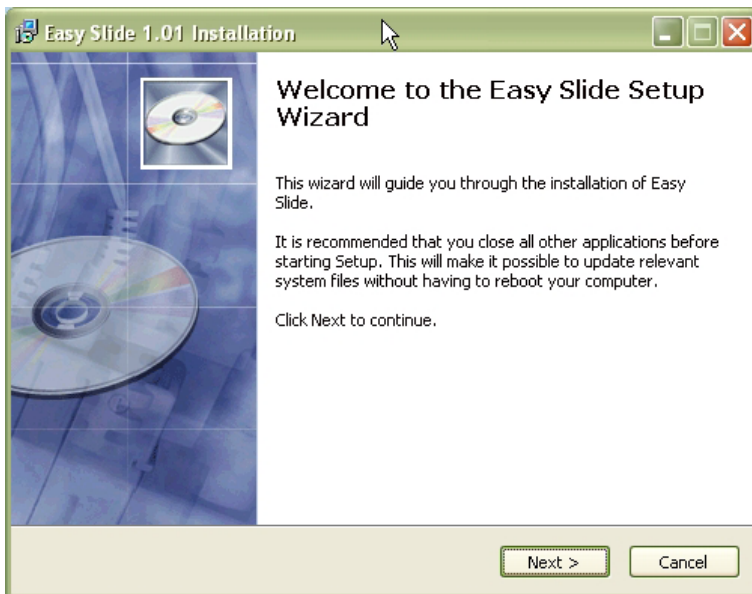 Easy Slide 1.01 Installation
Welcome to the Easy Slide Setup
Wizard
This wizard will guide you through the installation of Easy
Slide.
It is recommended that you close all other applications before
starting Setup. This will make it possible to update relevant
system files without having to reboot your computer.
Click Next to continue.
Next >
Cancel